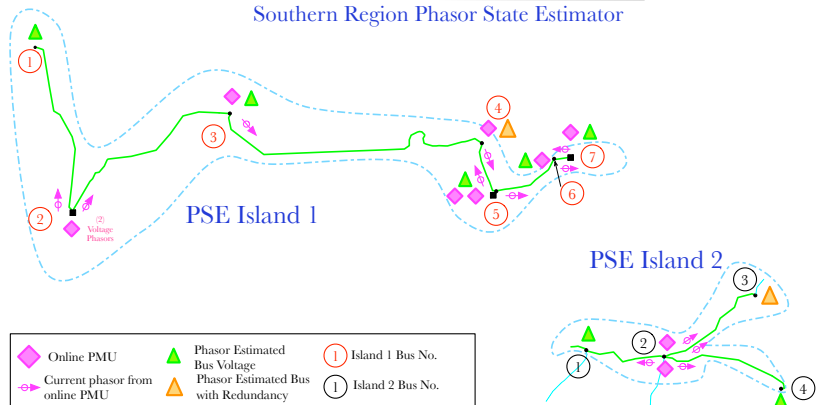 Southern Region Phasor State Estimator
1
4
3
7
6
2
(2)
Voltage
Phasors
5
PSE Island 1
PSE Island 2
3
2
1
4
Online PMU
Phasor Estimated
Bus Voltage
1 Island 1 Bus No.
Current phasor from
online PMU
Phasor Estimated Bus
with Redundancy
1 Island 2 Bus No.